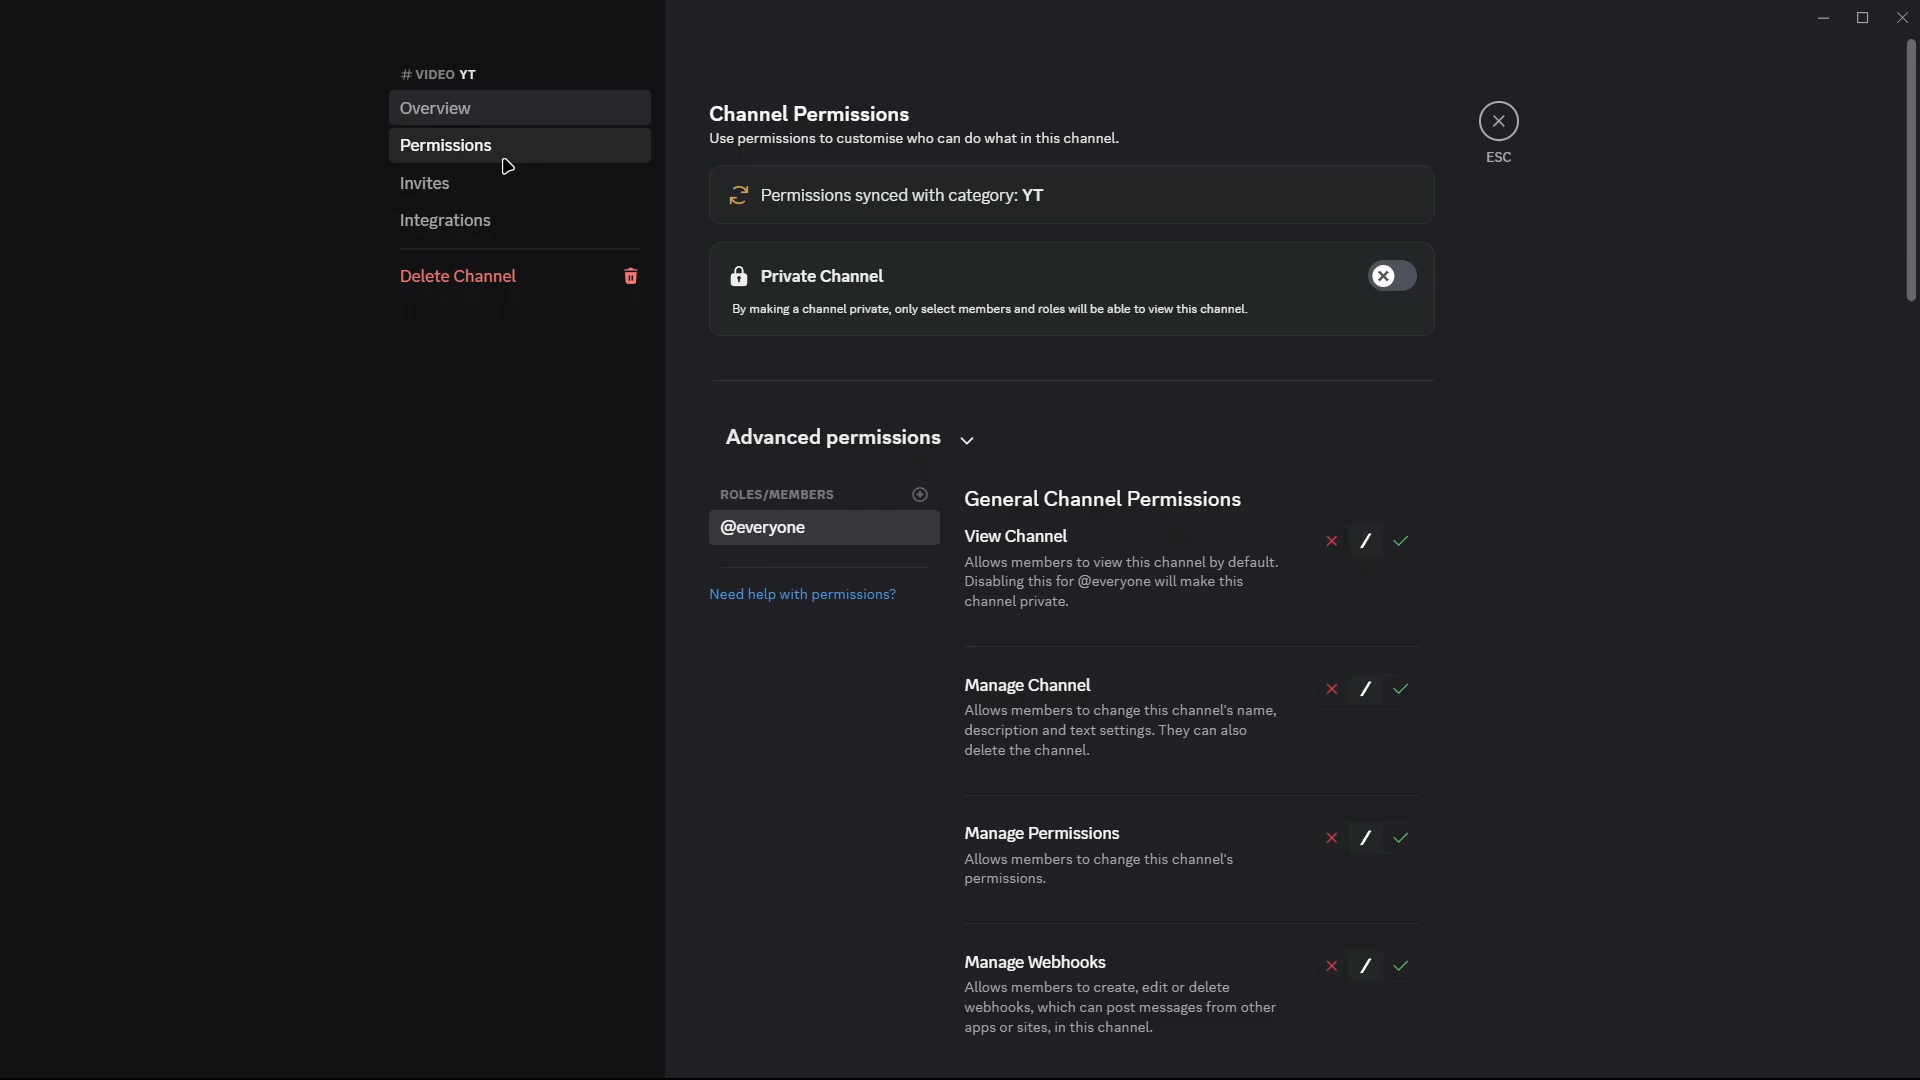 # VIDEO YT
Overview
Permissions
Invites
Integrations
Delete Channel
Channel Permissions
Use permissions to customise who can do what in this channel.
ESC
Permissions synced with category: YT
Private Channel
By making a channel private, only select members and roles will be able to view this channel.
Advanced permissions
ROLES/MEMBERS
@everyone
Need help with permissions?
General Channel Permissions
View Channel
Allows members to view this channel by default.
Disabling this for @everyone will make this
channel private.
Manage Channel
Allows members to change this channel's name,
description and text settings. They can also
delete the channel.
Manage Permissions
Allows members to change this channel's
permissions.
Manage Webhooks
Allows members to create, edit or delete
webhooks, which can post messages from other
apps or sites, in this channel.